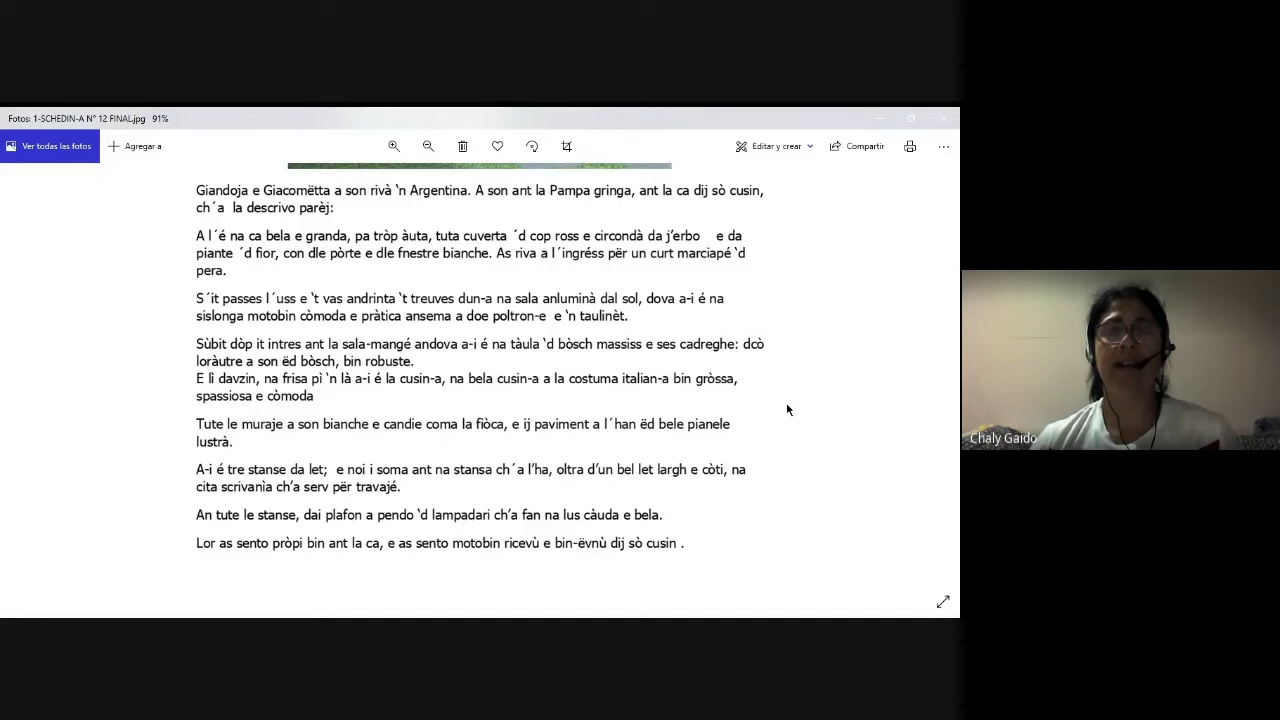 Fotos: 1-SCHEDIN-A N° 12 FINAL.jpg 91%
Ver todas las fotos
Agregar a
Editar y crear
Compartir
Giandoja e Giacomëtta a son rivà ‘n Argentina. A son ant la Pampa gringa, ant la ca dij sò cusin,
ch´a la descrivo parèj:
A l´é na ca bela e granda, pa tròp àuta, tuta cuverta ´d cop ross e circondà da j’erbo e da
piante ´d fior, con dle pòrte e dle fnestre bianche. As riva a l´ingréss për un curt marciapé ‘d
pera.
S´it passes l´uss e ‘t vas andrinta ‘t treuves dun-a na sala anluminà dal sol, dova a-i é na
sislonga motobin còmoda e pràtica ansema a doe poltron-e e ‘n taulinèt.
Sùbit dòp it intres ant la sala-mangé andova a-i é na tàula ‘d bòsch massiss e ses cadreghe: dcò
loràutre a son ëd bòsch, bin robuste.
E lì davzin, na frisa pì ‘n là a-i é la cusin-a, na bela cusin-a a la costuma italian-a bin gròssa,
spassiosa e còmoda
Tute le muraje a son bianche e candie coma la fiòca, e ij paviment a l´han ëd bele pianele
lustrà.
A-i é tre stanse da let; e noi i soma ant na stansa ch´a l’ha, oltra d’un bel let largh e còti, na
cita scrivanìa ch’a serv për travajé.
An tute le stanse, dai plafon a pendo ‘d lampadari ch’a fan na lus càuda e bela.
Lor as sento pròpi bin ant la ca, e as sento motobin ricevù e bin-ëvnù dij sò cusin .
Chaly Gaido